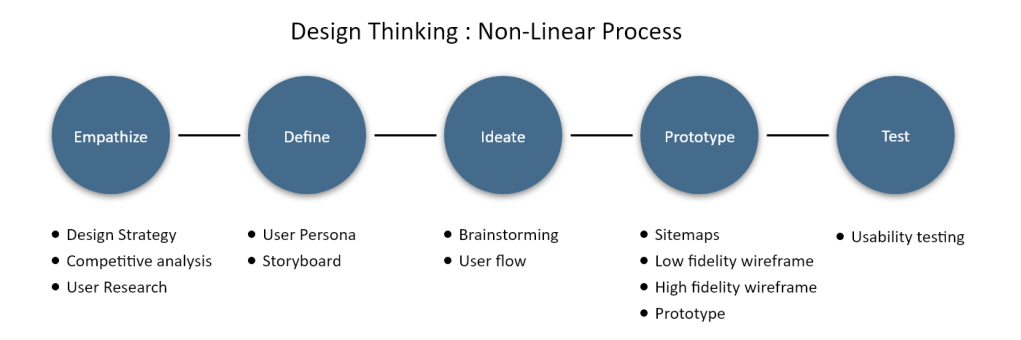 Design Thinking : Non-Linear Process
Empathize
Define
Ideate
Prototype
Test
• Design Strategy
• Competitive analysis
• User Research
• User Persona
• Storyboard
• Brainstorming
• User flow
• Sitemaps
• Low fidelity wireframe
• High fidelity wireframe
• Prototype
• Usability testing